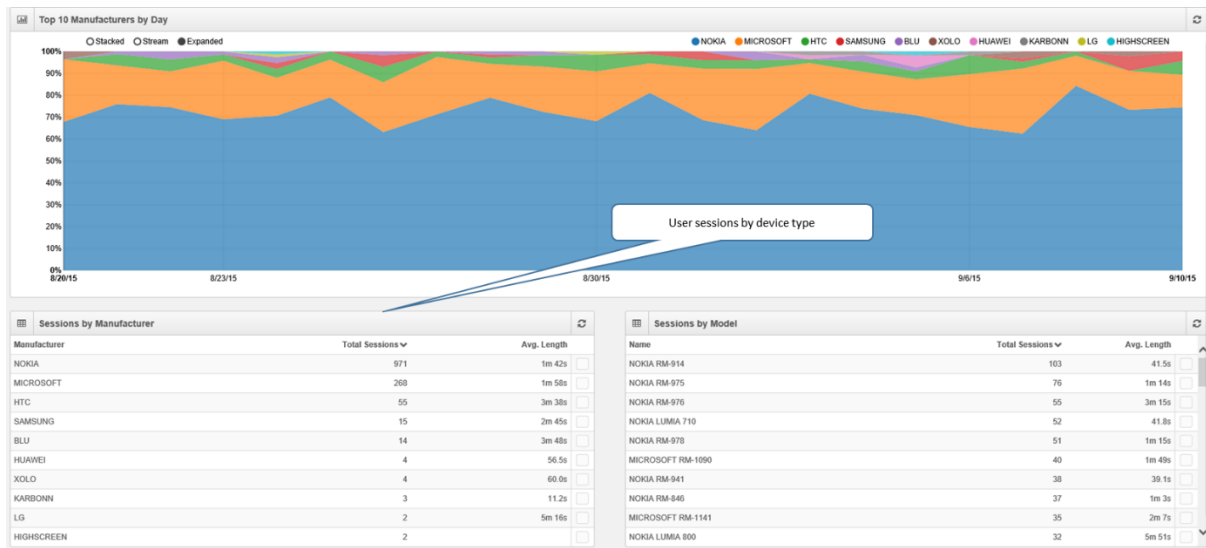 Top 10 Manufacturers by Day
Stacked Stream Expanded
NOKIA MICROSOFT HTC SAMSUNG BLU XOLO HUAWEI KARBONN LG HIGHSCREEN
100%
90%
80%
70%
60%
50%
40%
30%
20%
10%
0%
8/20/15 8/23/15 8/30/15 9/6/15 9/10/15
User sessions by device type
Sessions by Manufacturer
Manufacturer Total Sessions Avg. Length
NOKIA 971 1m 42s
MICROSOFT 268 1m 58s
HTC 55 3m 38s
SAMSUNG 15 2m 45s
BLU 14 3m 48s
HUAWEI 4 56.5s
XOLO 4 60.0s
KARBONN 3 11.2s
LG 2 5m 16s
HIGHSCREEN 2
Sessions by Model
Name Total Sessions Avg. Length
NOKIA RM-914 103 41.5s
NOKIA RM-975 76 1m 14s
NOKIA RM-976 55 3m 15s
NOKIA LUMIA 710 52 41.8s
NOKIA RM-978 51 1m 15s
MICROSOFT RM-1090 40 1m 49s
NOKIA RM-941 38 39.1s
NOKIA RM-846 37 1m 3s
MICROSOFT RM-1141 35 2m 7s
NOKIA LUMIA 800 32 5m 51s